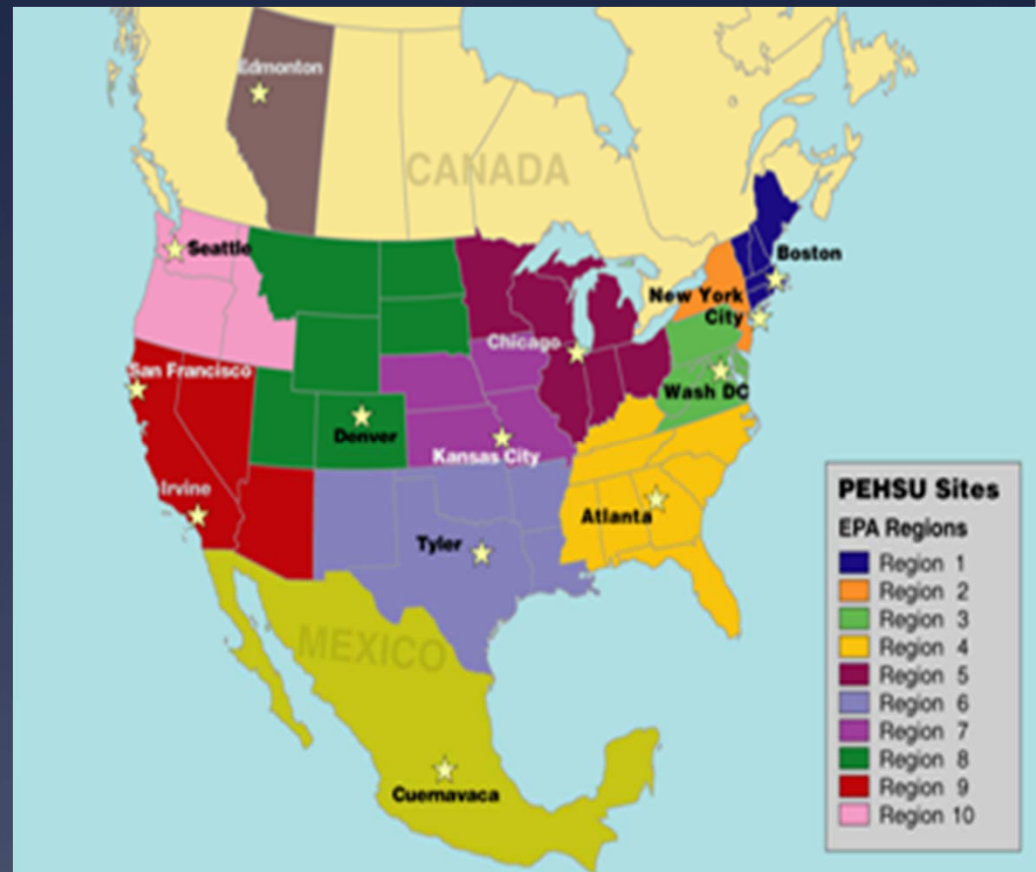 Edmonton
CANADA
Seattle
Boston
New York
City
Chicago
San Francisco
Wash DC
Denver
Kansas City
Irvine
Atlanta
Tyler
MEXICO
Cuernavaca
PEHSU Sites
EPA Regions
Region 1
Region 2
Region 3
Region 4
Region 5
Region 6
Region 7
Region 8
Region 9
Region 10